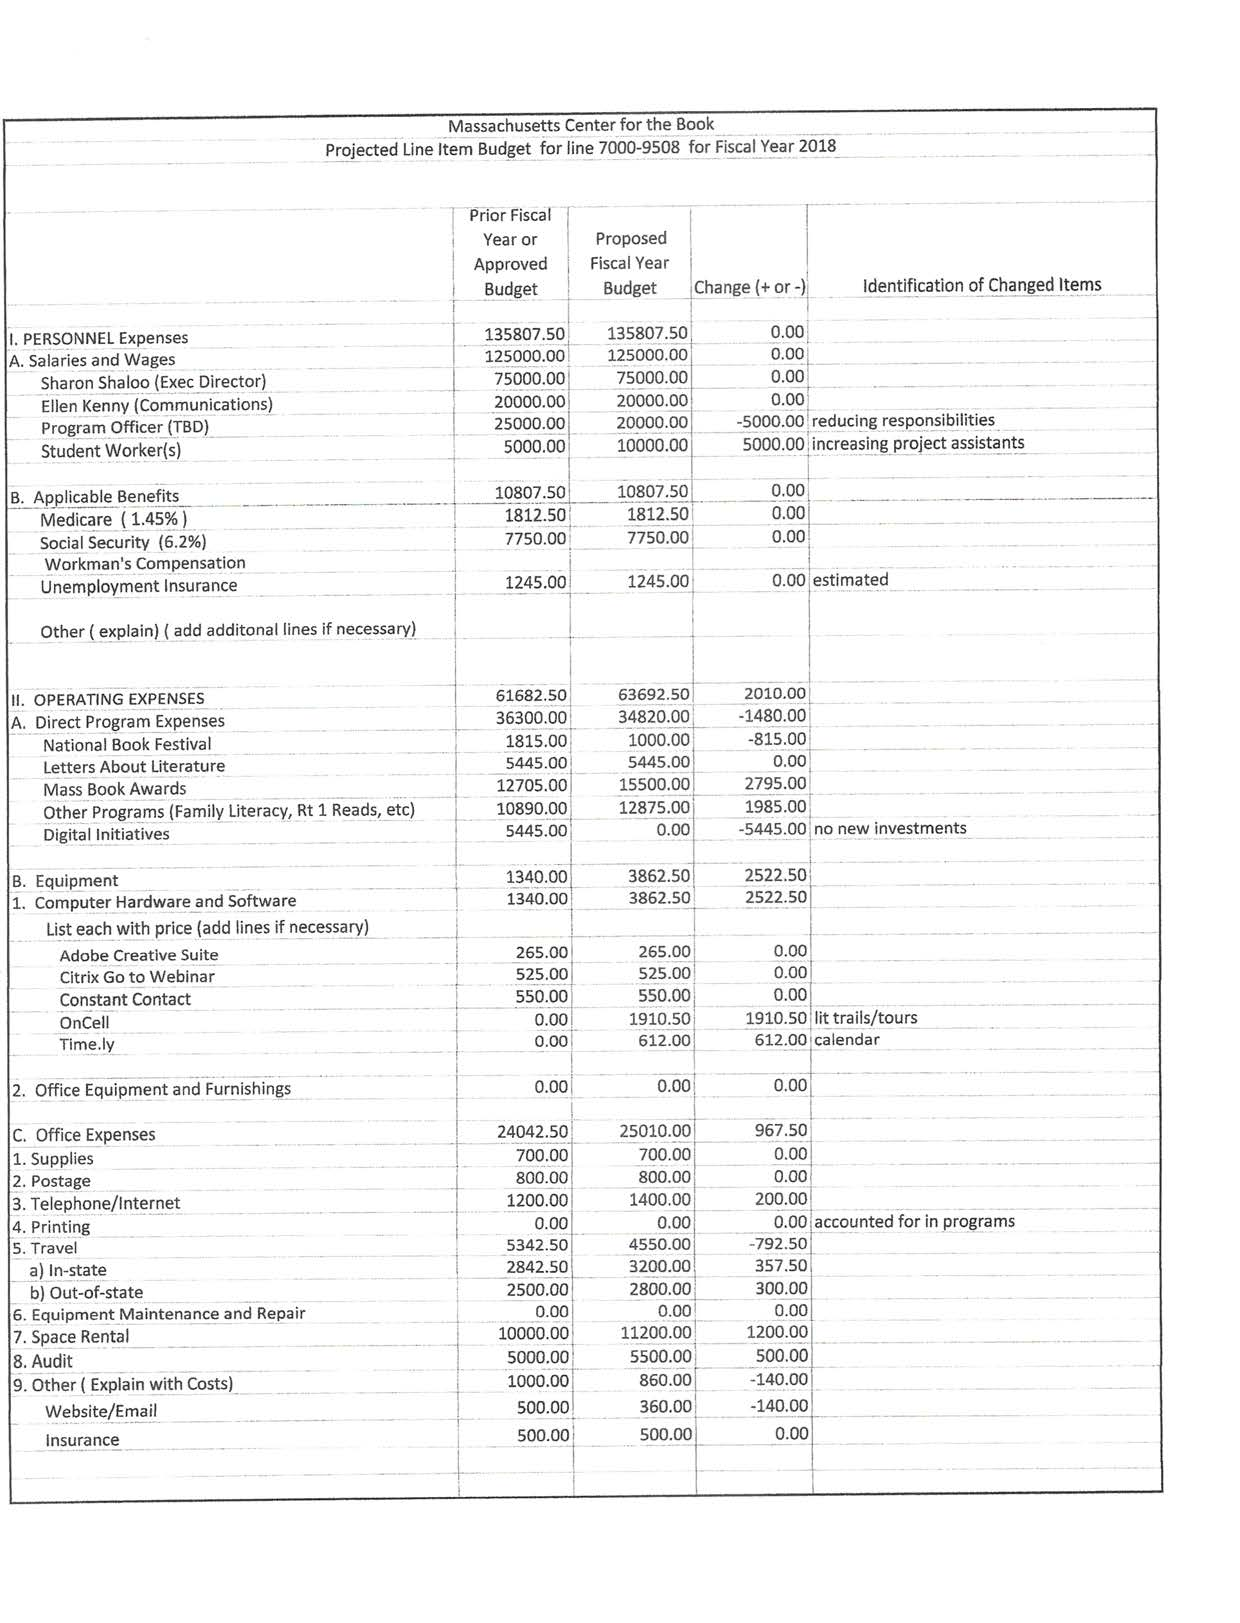 Massachusetts Center for the Book
Projected Line Item Budget for line 7000-9508 for Fiscal Year 2018
Prior Fiscal Year or Approved Budget Proposed Fiscal Year Budget Change (+ or -) Identification of Changed Items
I. PERSONNEL Expenses 135807.50 135807.50 0.00
A. Salaries and Wages 125000.00 125000.00 0.00
Sharon Shaloo (Exec Director) 75000.00 75000.00 0.00
Ellen Kenny (Communications) 20000.00 20000.00 0.00
Program Officer (TBD) 25000.00 20000.00 -5000.00 reducing responsibilities
Student Worker(s) 5000.00 10000.00 5000.00 increasing project assistants
B. Applicable Benefits 10807.50 10807.50 0.00
Medicare ( 1.45% ) 1812.50 1812.50 0.00
Social Security (6.2%) 7750.00 7750.00 0.00
Workman's Compensation
Unemployment Insurance 1245.00 1245.00 0.00 estimated
Other ( explain) ( add additonal lines if necessary)
II. OPERATING EXPENSES 61682.50 63692.50 2010.00
A. Direct Program Expenses 36300.00 34820.00 -1480.00
National Book Festival 1815.00 1000.00 -815.00
Letters About Literature 5445.00 5445.00 0.00
Mass Book Awards 12705.00 15500.00 2795.00
Other Programs (Family Literacy, Rt 1 Reads, etc) 10890.00 12875.00 1985.00
Digital Initiatives 5445.00 0.00 -5445.00 no new investments
B. Equipment 1340.00 3862.50 2522.50
1. Computer Hardware and Software 1340.00 3862.50 2522.50
List each with price (add lines if necessary)
Adobe Creative Suite 265.00 265.00 0.00
Citrix Go to Webinar 525.00 525.00 0.00
Constant Contact 550.00 550.00 0.00
OnCell 0.00 1910.50 1910.50 lit trails/tours
Time.ly 0.00 612.00 612.00 calendar
2. Office Equipment and Furnishings 0.00 0.00 0.00
C. Office Expenses 24042.50 25010.00 967.50
1. Supplies 700.00 700.00 0.00
2. Postage 800.00 800.00 0.00
3. Telephone/Internet 1200.00 1400.00 200.00
4. Printing 0.00 0.00 0.00 accounted for in programs
5. Travel 5342.50 4550.00 -792.50
a) In-state 2842.50 3200.00 357.50
b) Out-of-state 2500.00 2800.00 300.00
6. Equipment Maintenance and Repair 0.00 0.00 0.00
7. Space Rental 10000.00 11200.00 1200.00
8. Audit 5000.00 5500.00 500.00
9. Other ( Explain with Costs) 1000.00 860.00 -140.00
Website/Email 500.00 360.00 -140.00
Insurance 500.00 500.00 0.00